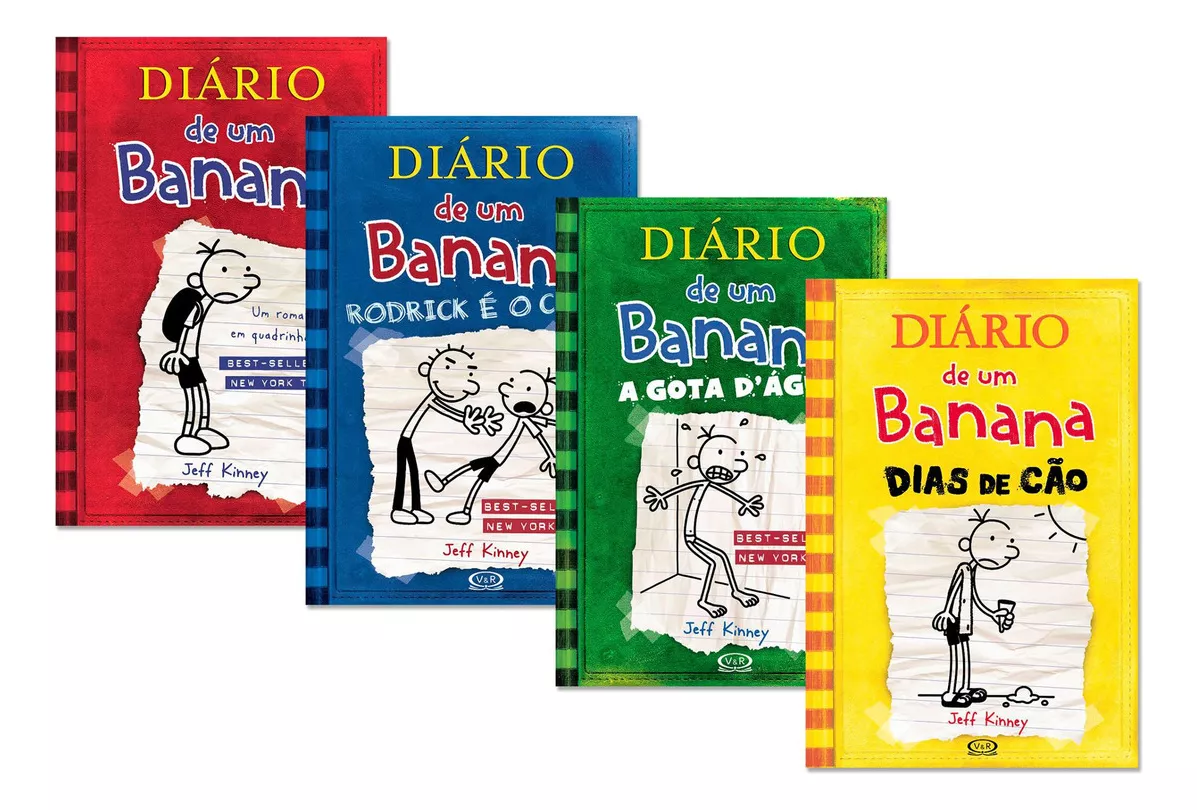 DIÁRIO
de um
Banan
Um roma
em quadrinh
BEST-SELLE
NEW YORK T
Jeff Kinney
DIÁRIO
de um
Banan
RODRICK É O C
BEST-SEL
NEW YORK
Jeff Kinney
V&R
DIÁRIO
de um
Banan
A GOTA D'ÁG
BEST-SEL
NEW YORK
Jeff Kinney
V&R
DIÁRIO
de um
Banana
DIAS DE CÃO
Jeff Kinney
V&R